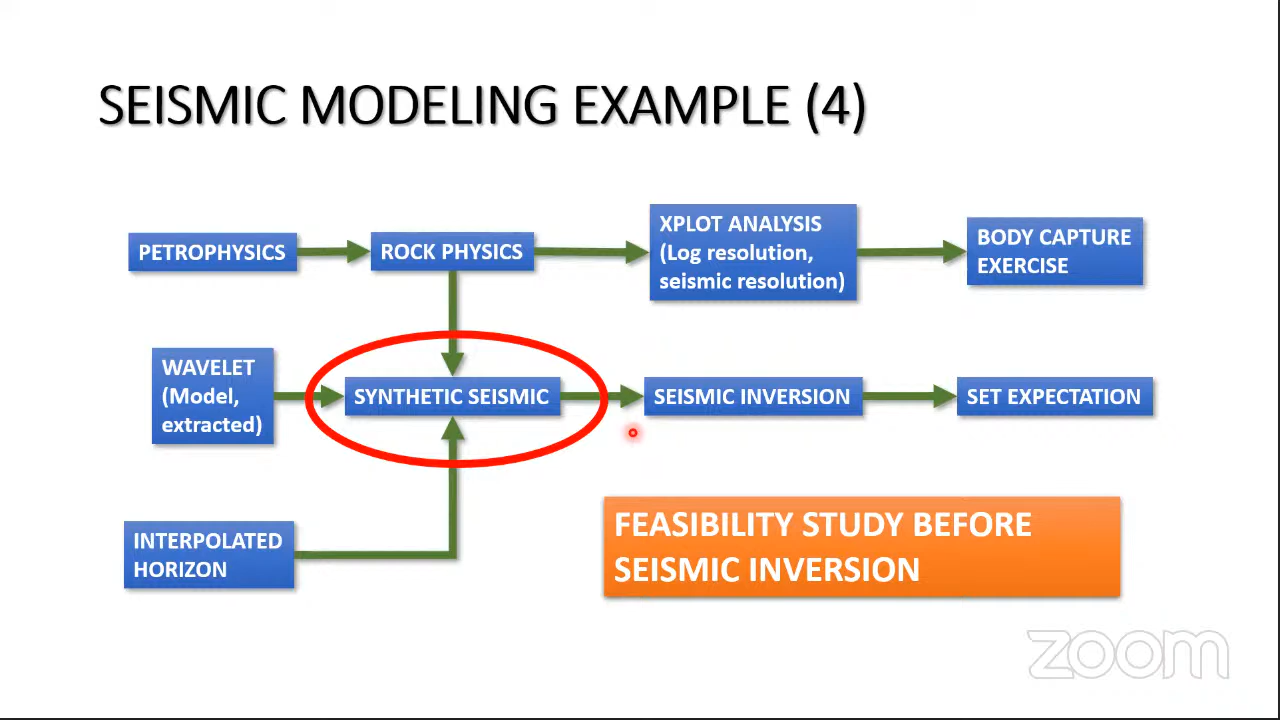 SEISMIC MODELING EXAMPLE (4)
PETROPHYSICS
ROCK PHYSICS
XPLOT ANALYSIS
(Log resolution,
seismic resolution)
BODY CAPTURE
EXERCISE
WAVELET
(Model,
extracted)
SYNTHETIC SEISMIC
SEISMIC INVERSION
SET EXPECTATION
INTERPOLATED
HORIZON
FEASIBILITY STUDY BEFORE
SEISMIC INVERSION
zoom